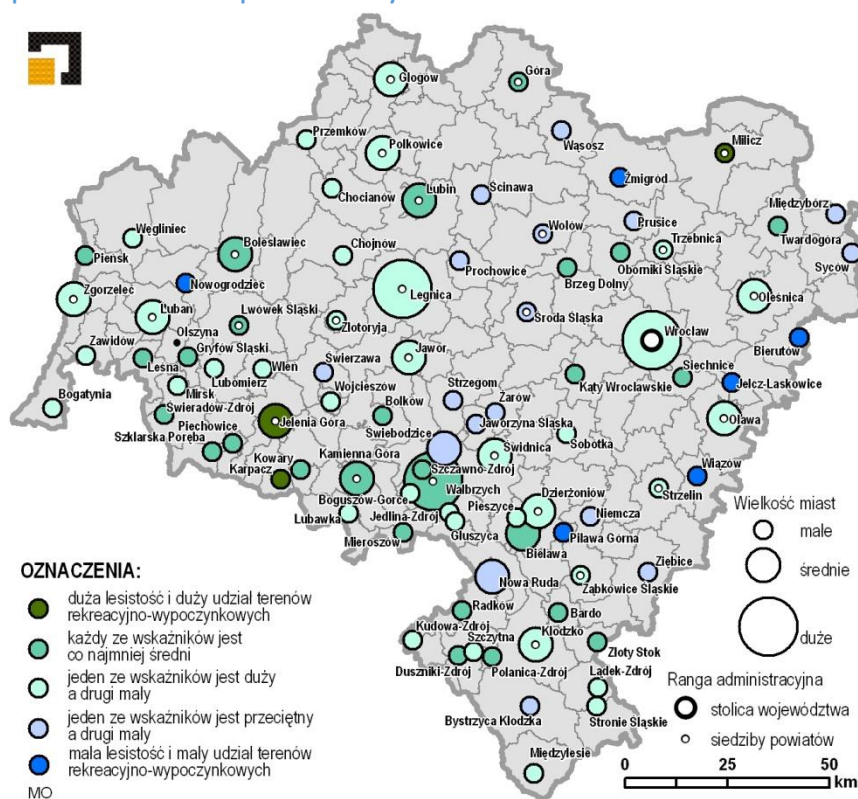 Głogów
Góra
Przemków
Polkowice
Wąsosz
Milicz
Żmigród
Chocianów
Lubin
Ścinawa
Międzybórz
Prusice
Węgliniec
Wołów
Trzebnica
Twardogóra
Bolesławiec
Chojnów
Pieńsk
Prochowice
Oborniki Śląskie
Syców
Brzeg Dolny
Nowogrodziec
Zgorzelec
Legnica
Oleśnica
Lubań
Lwówek Śląski
Złotoryja
Środa Śląska
Wrocław
Olszyna
Zawidów
Gryfów Śląski
Jawor
Bierutów
Leśna
Wleń
Świerzawa
Siechnice
Lubomierz
Kąty Wrocławskie
Jelcz-Laskowice
Mirsk
Wojcieszów
Strzegom
Żarów
Bogatynia
Świeradów-Zdrój
Bolków
Jaworzyna Śląska
Oława
Piechowice
Jelenia Góra
Świebodzice
Sobótka
Szklarska Poręba
Kamienna Góra
Świdnica
Kowary
Szczawno-Zdrój
Karpacz
Wiązów
Wałbrzych
Strzelin
Boguszów-Gorce
Pieszyce
Dzierżoniów
Wielkość miast
Lubawka
Jedlina-Zdrój
Niemcza
małe
Głuszyca
Piława Górna
Mieroszów
Bielawa
średnie
Ziębice
OZNACZENIA:
Nowa Ruda
Ząbkowice Śląskie
duża lesistość i duży udział terenów
rekreacyjno-wypoczynkowych
Radków
Bardo
duże
każdy ze wskaźników jest
co najmniej średni
Kudowa-Zdrój
Szczytna
Kłodzko
Złoty Stok
jeden ze wskaźników jest duży
a drugi mały
Duszniki-Zdrój
Polanica-Zdrój
Lądek-Zdrój
Ranga administracyjna
stolica województwa
jeden ze wskaźników jest przeciętny
a drugi mały
Bystrzyca Kłodzka
Stronie Śląskie
siedziby powiatów
mała lesistość i mały udział terenów
rekreacyjno-wypoczynkowych
Międzylesie
0 25 50
km
MO